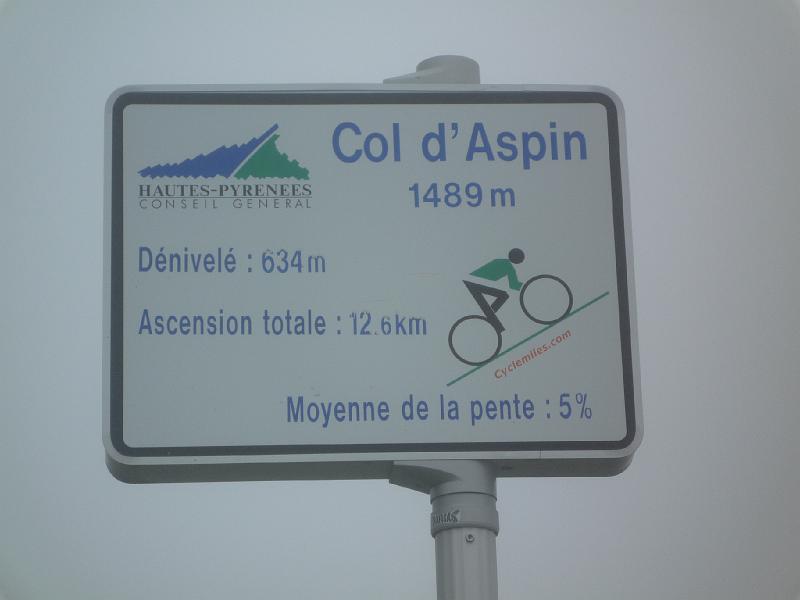 Col d'Aspin
1489 m
HAUTES-PYRENEES
CONSEIL GENERAL
Dénivelé : 634m
Ascension totale : 12.6km
Cyclemiles.com
Moyenne de la pente : 5%